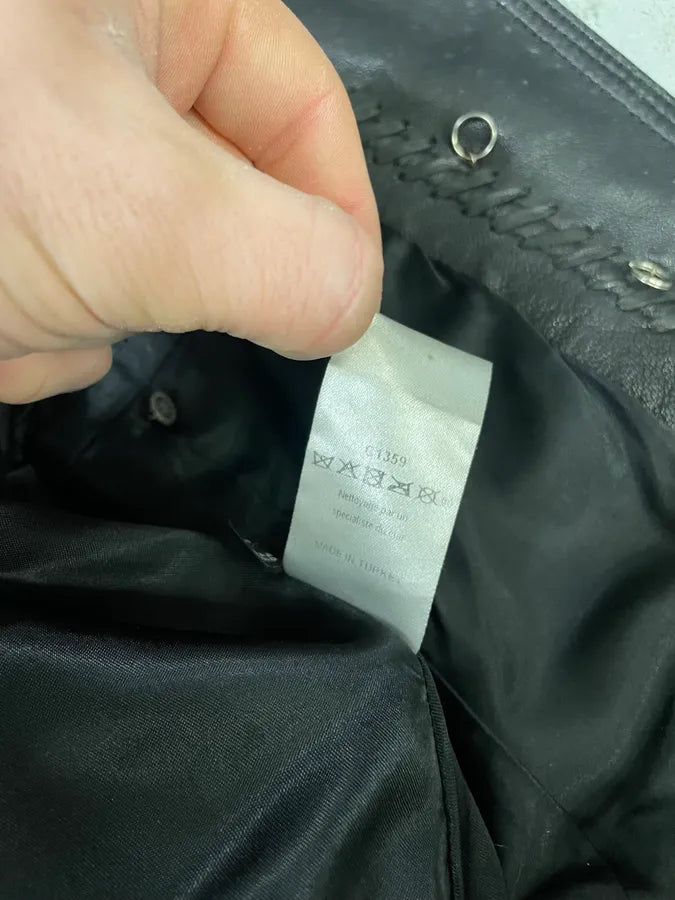 C1359
Nettoyage par un
spécialiste du cuir
MADE IN TURKEY